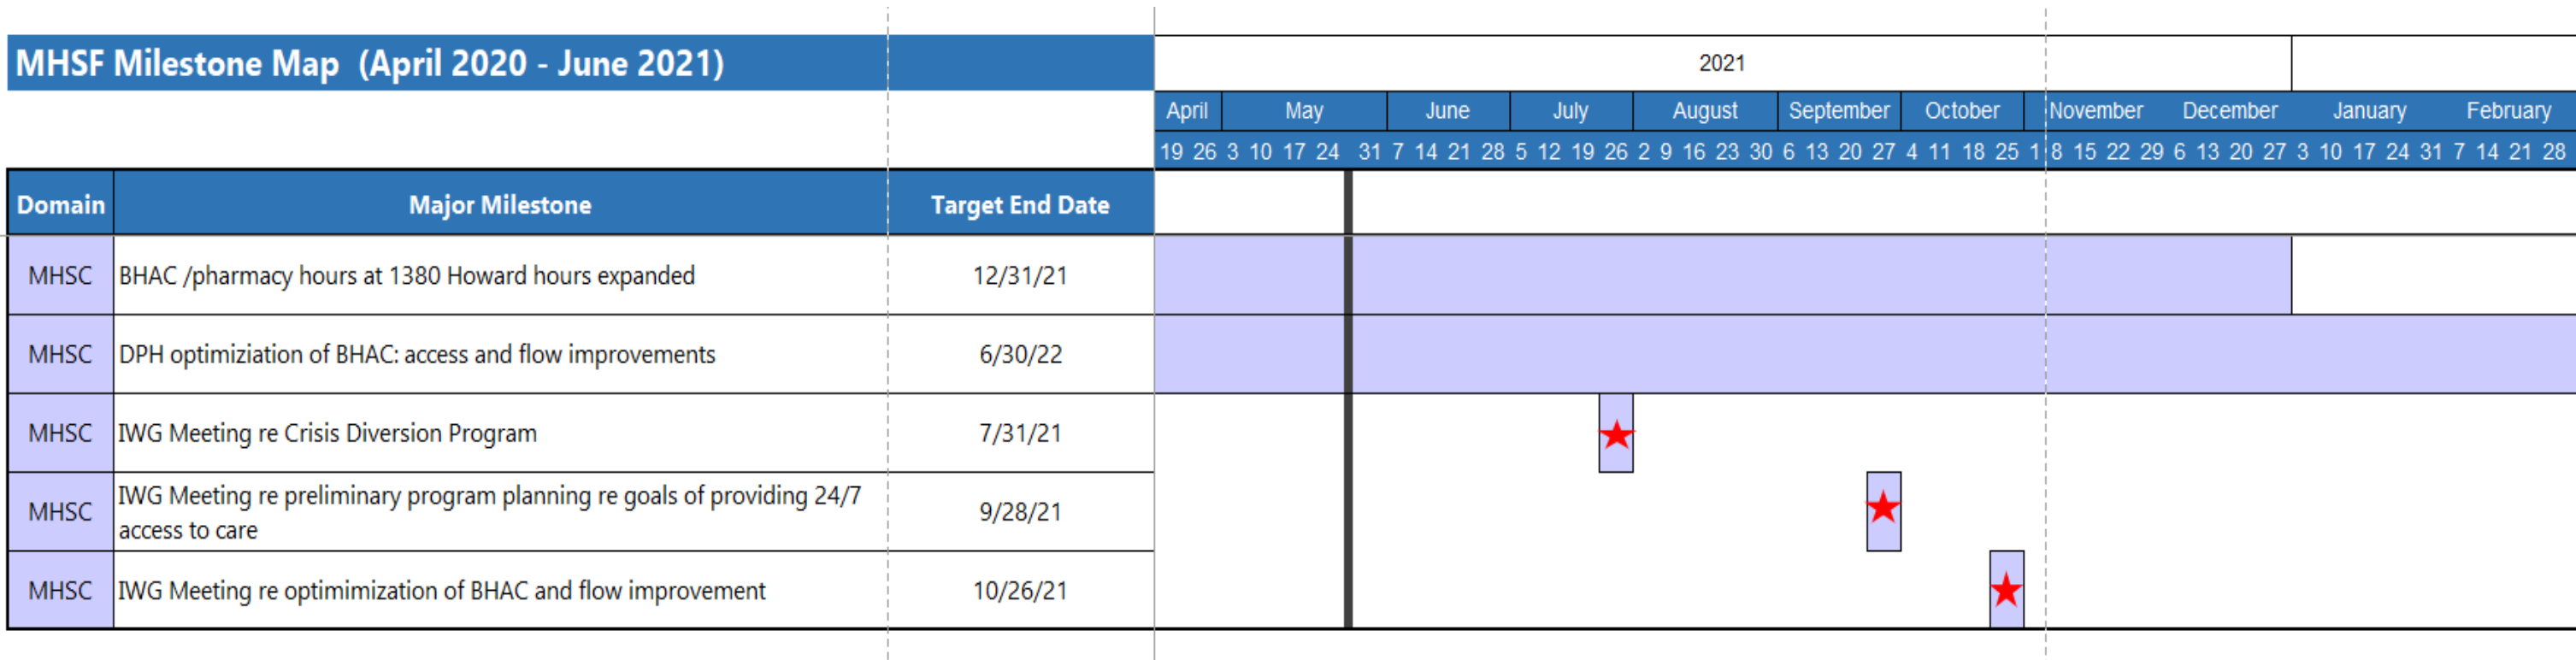 MHSF Milestone Map (April 2020 - June 2021)
2021
April May June July August September October November December January February
19 26 3 10 17 24 31 7 14 21 28 5 12 19 26 2 9 16 23 30 6 13 20 27 4 11 18 25 1 8 15 22 29 6 13 20 27 3 10 17 24 31 7 14 21 28
Domain Major Milestone Target End Date
MHSC BHAC /pharmacy hours at 1380 Howard hours expanded 12/31/21
MHSC DPH optimiziation of BHAC: access and flow improvements 6/30/22
MHSC IWG Meeting re Crisis Diversion Program 7/31/21
MHSC IWG Meeting re preliminary program planning re goals of providing 24/7 9/28/21
access to care
MHSC IWG Meeting re optimimization of BHAC and flow improvement 10/26/21